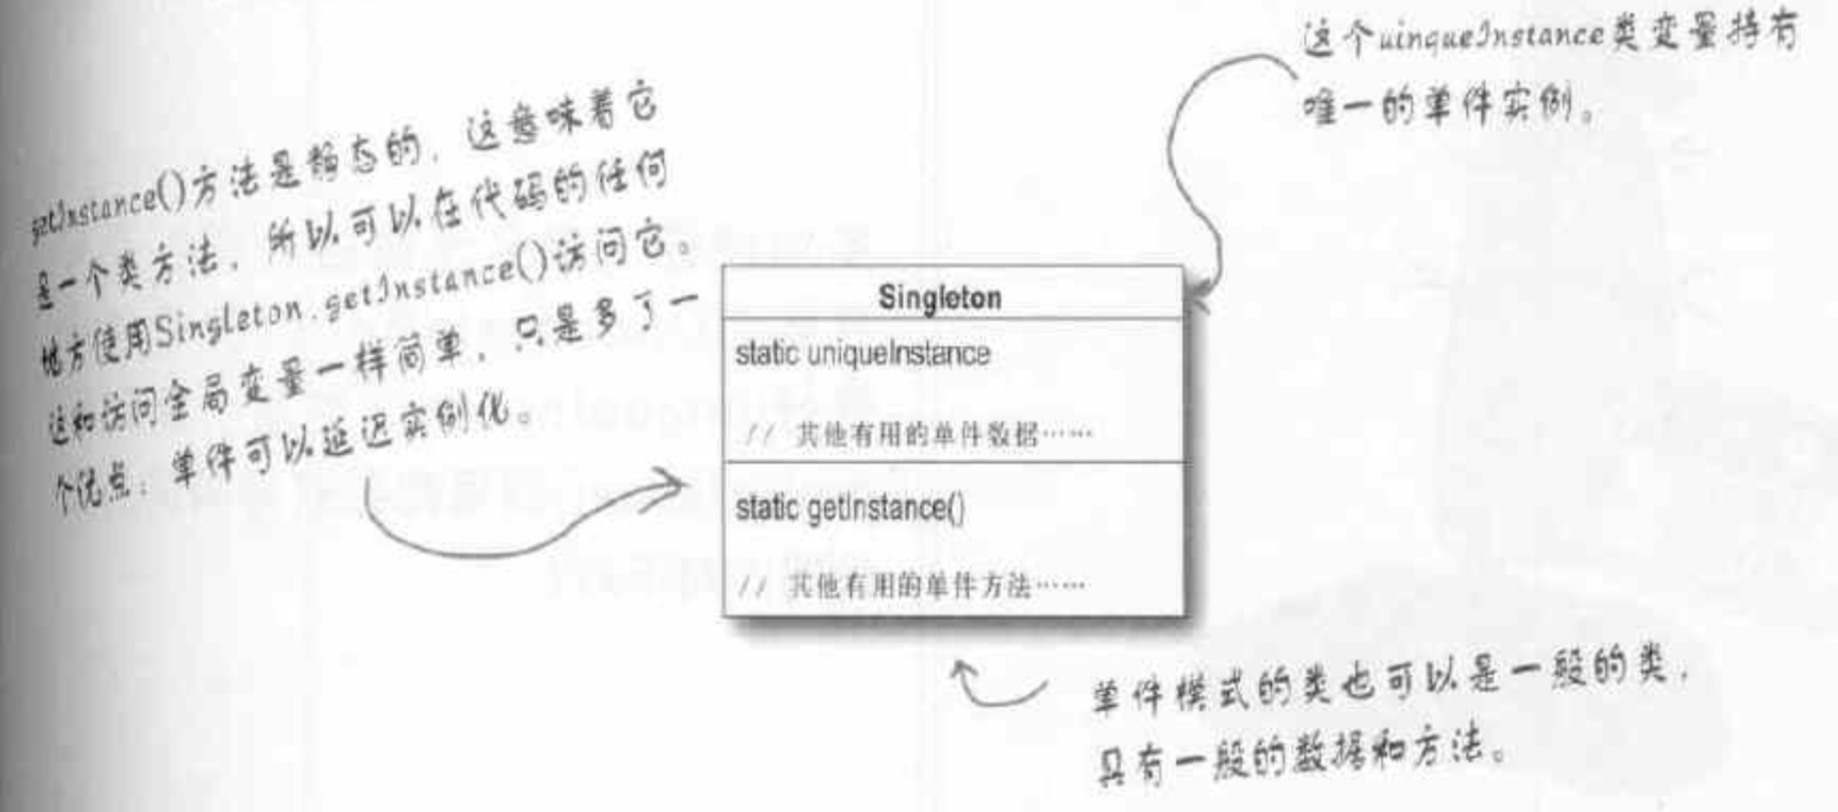 这个uinqueInstance类变量持有
唯一的单件实例。
getInstance()方法是静态的，这意味着它
是一个类方法，所以可以在代码的任何
地方使用Singleton.getInstance()访问它。
这和访问全局变量一样简单，只是多了一
个优点：单件可以延迟实例化。
Singleton
static uniqueInstance
// 其他有用的单件数据……
static getInstance()
// 其他有用的单件方法……
单件模式的类也可以是一般的类，
具有一般的数据和方法。